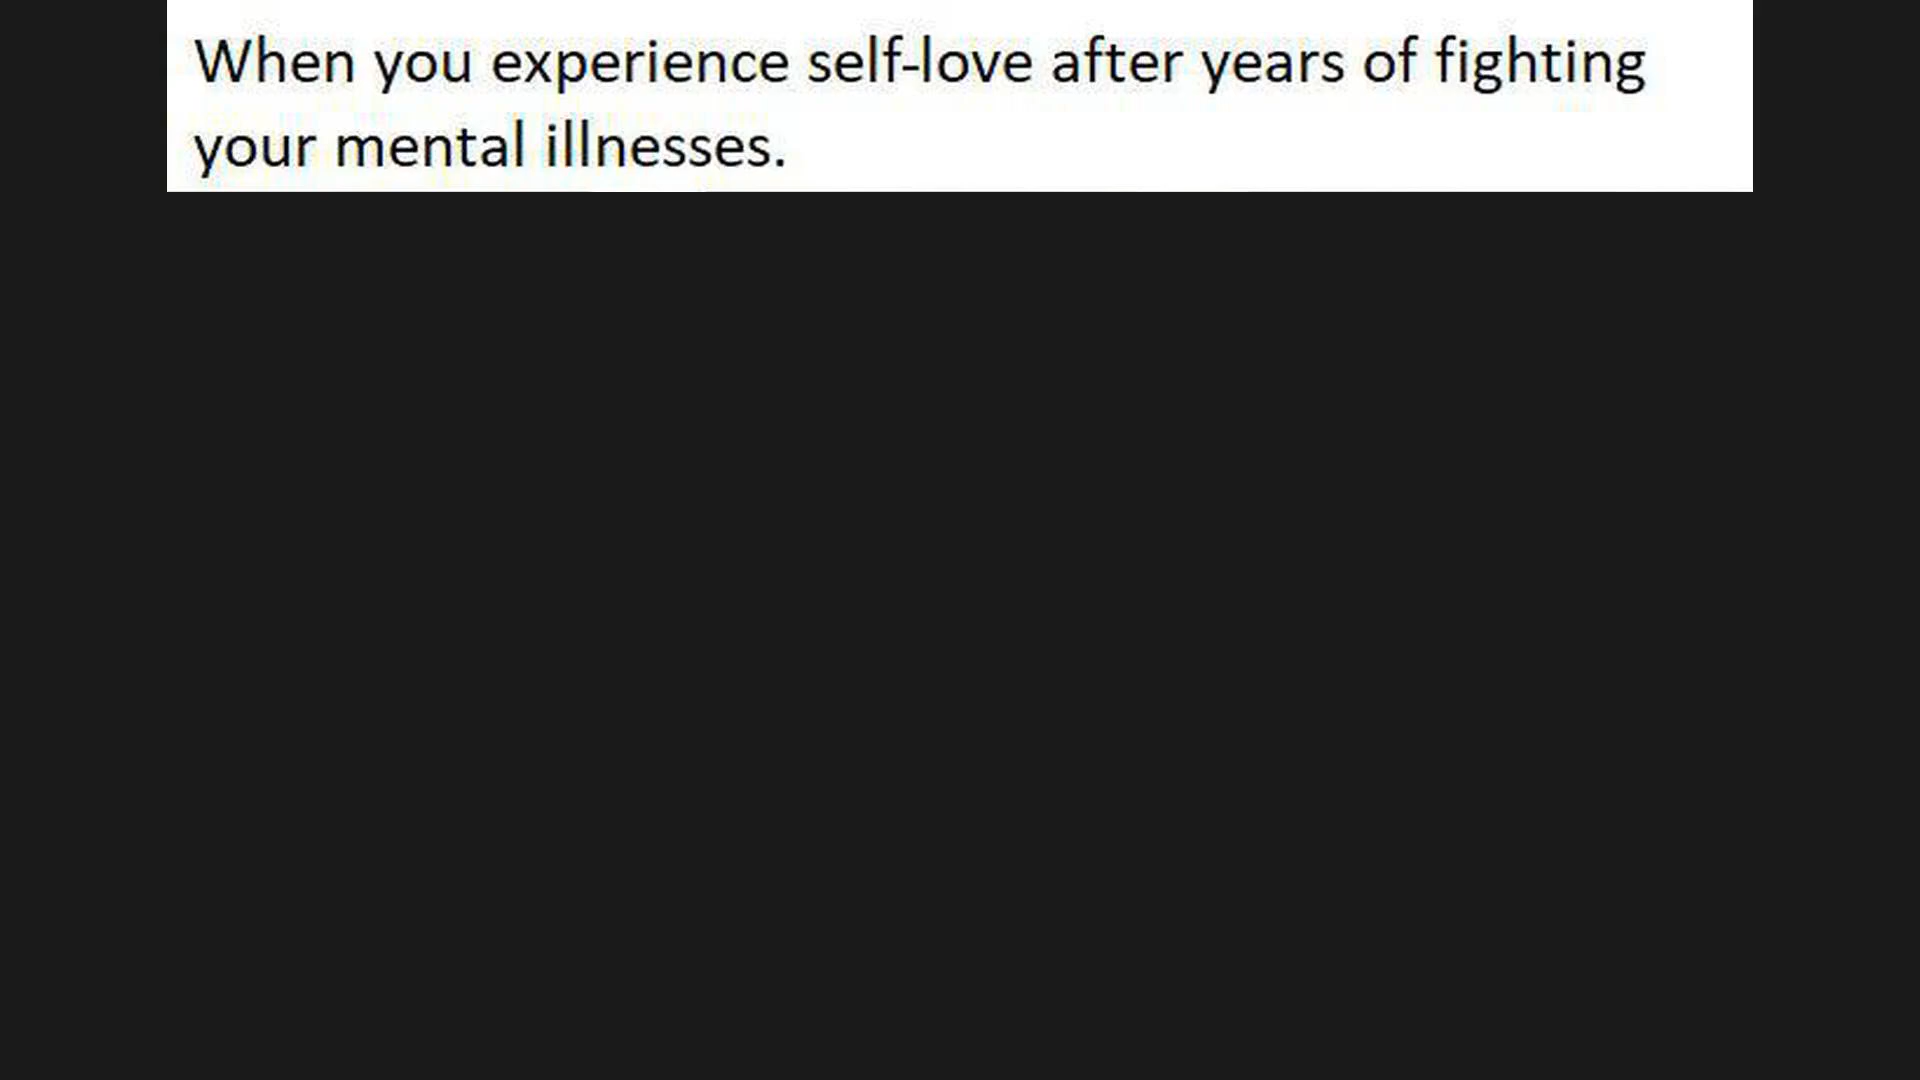 When you experience self-love after years of fighting
your mental illnesses.